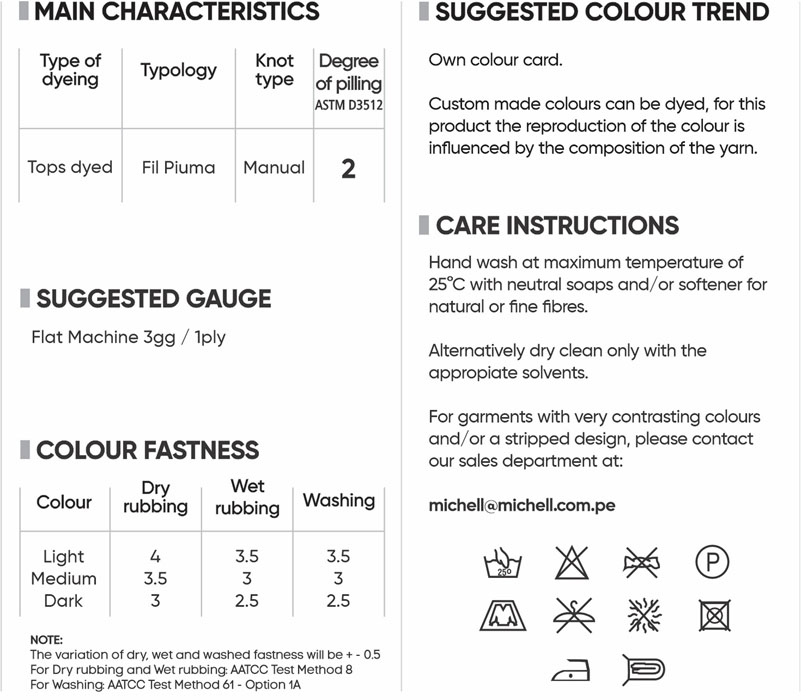 MAIN CHARACTERISTICS
Type of dyeing Typology Knot type Degree of pilling ASTM D3512
Tops dyed Fil Piuma Manual 2
SUGGESTED GAUGE
Flat Machine 3gg / 1ply
COLOUR FASTNESS
Colour Dry rubbing Wet rubbing Washing
Light 4 3.5 3.5
Medium 3.5 3 3
Dark 3 2.5 2.5
NOTE:
The variation of dry, wet and washed fastness will be + - 0.5
For Dry rubbing and Wet rubbing: AATCC Test Method 8
For Washing: AATCC Test Method 61 - Option 1A
SUGGESTED COLOUR TREND
Own colour card.
Custom made colours can be dyed, for this
product the reproduction of the colour is
influenced by the composition of the yarn.
CARE INSTRUCTIONS
Hand wash at maximum temperature of
25°C with neutral soaps and/or softener for
natural or fine fibres.
Alternatively dry clean only with the
appropiate solvents.
For garments with very contrasting colours
and/or a stripped design, please contact
our sales department at:
michell@michell.com.pe
25º
P